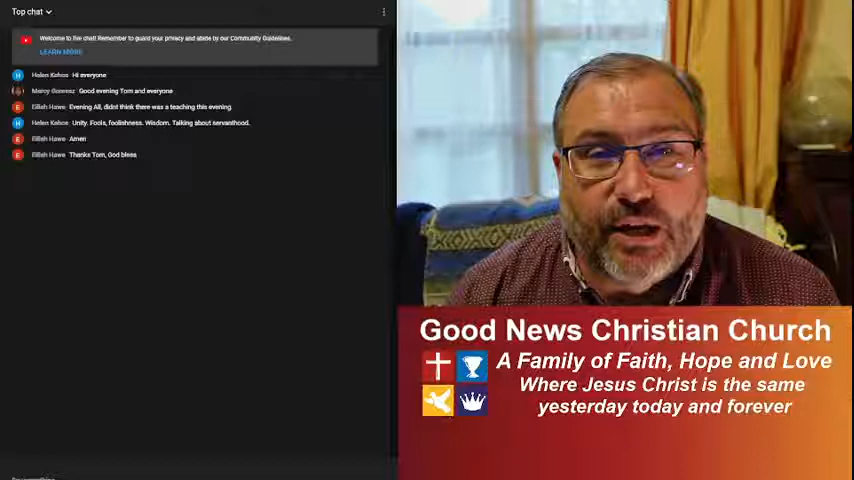 Top chat
Welcome to live chat! Remember to guard your privacy and abide by our Community Guidelines.
LEARN MORE
H Helen Kehoe Hi everyone
Good evening Tom and everyone
E Eilish Hawe Evening All, didnt think there was a teaching this evening.
H Helen Kehoe Unity. Fools, foolishness. Wisdom. Talking about servanthood.
E Eilish Hawe Amen
E Eilish Hawe Thanks Tom, God bless
Good News Christian Church
A Family of Faith, Hope and Love
Where Jesus Christ is the same
yesterday today and forever